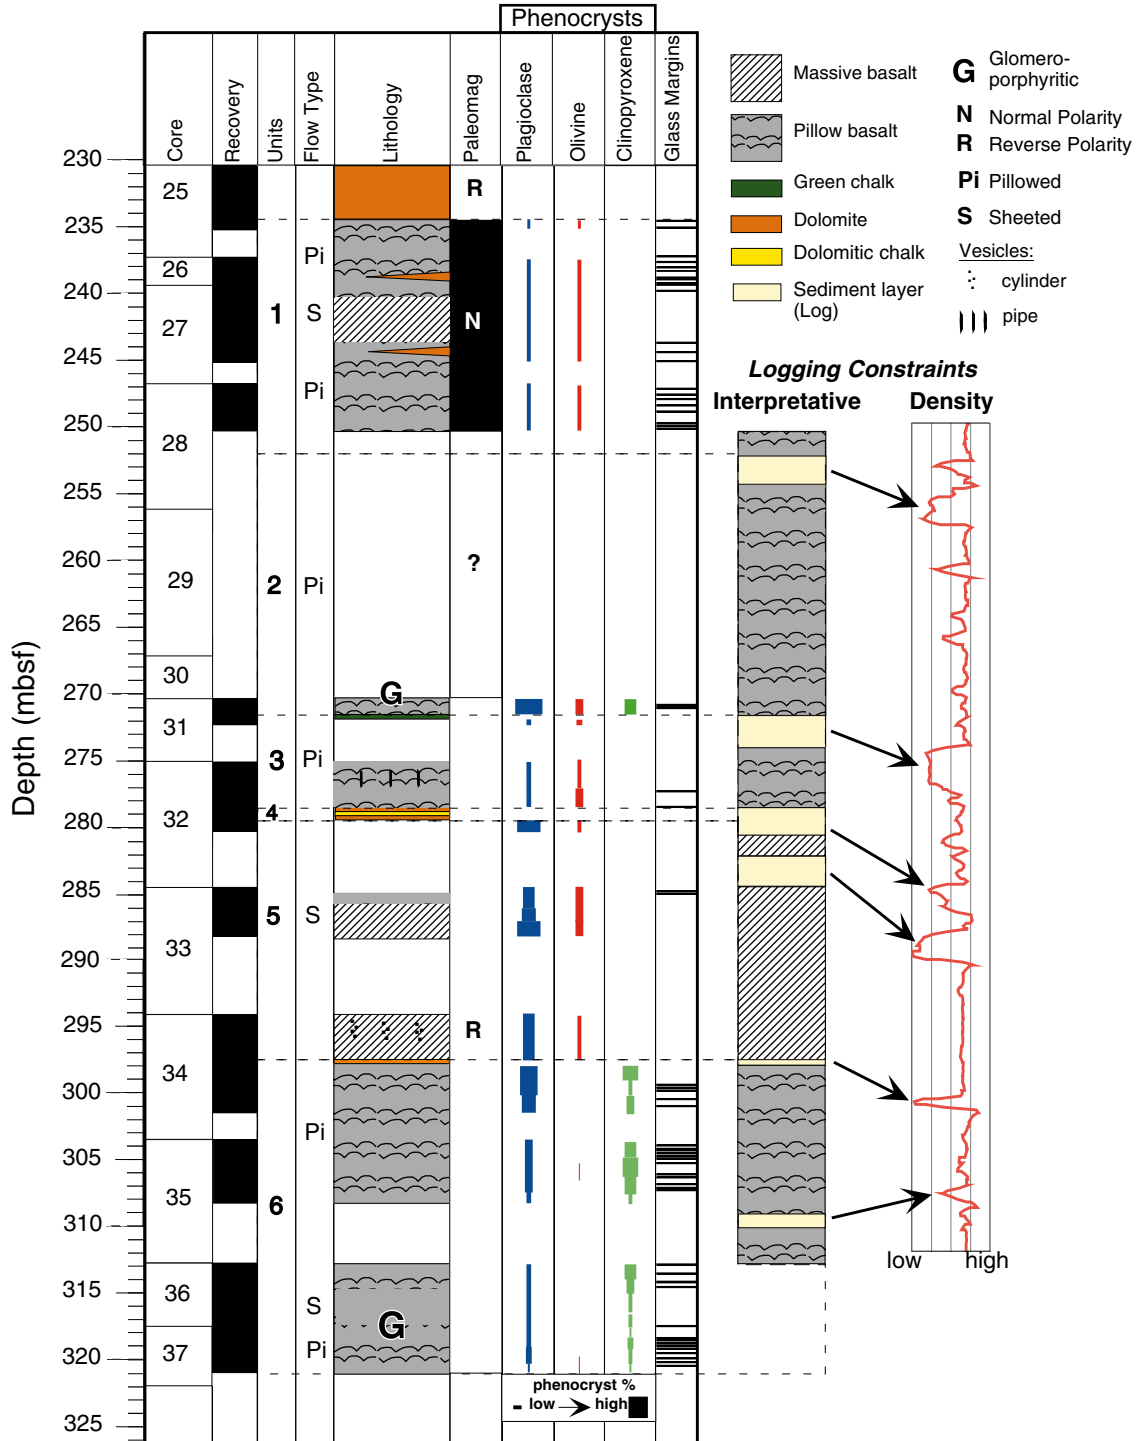 Phenocrysts
Core
Recovery
Units
Flow Type
Lithology
Paleomag
Plagioclase
Olivine
Clinopyroxene
Glass Margins
Depth (mbsf)
230
235
240
245
250
255
260
265
270
275
280
285
290
295
300
305
310
315
320
325
25
26
27
28
29
30
31
32
33
34
35
36
37
1
2
3
4
5
6
Pi
S
Pi
Pi
Pi
S
Pi
S
Pi
G
G
R
N
?
R
phenocryst %
low
high
Massive basalt
Pillow basalt
Green chalk
Dolomite
Dolomitic chalk
Sediment layer
(Log)
G Glomero-
porphyritic
N Normal Polarity
R Reverse Polarity
Pi Pillowed
S Sheeted
Vesicles:
cylinder
pipe
Logging Constraints
Interpretative
Density
low
high